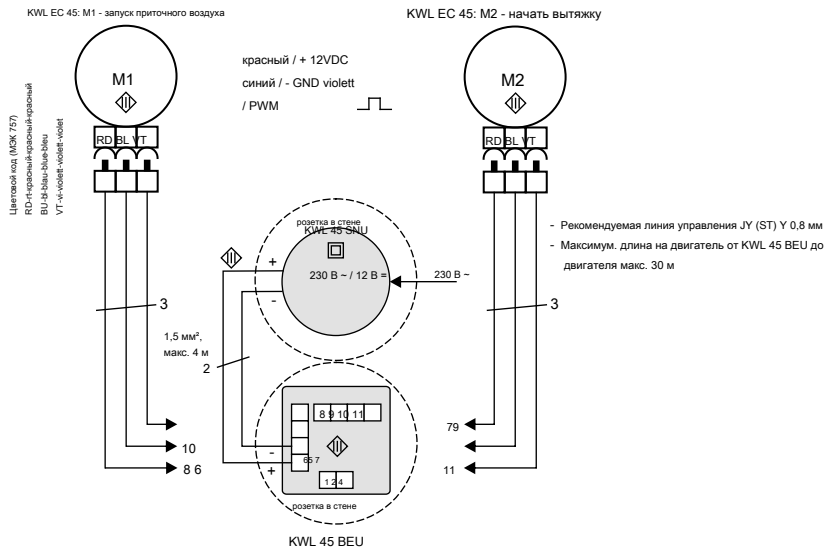 KWL EC 45: M1 - запуск приточного воздуха
KWL EC 45: M2 - начать вытяжку
M1
красный / + 12VDC
синий / - GND violett
/ PWM
M2
RD BL VT
RD BL VT
Цветовой код (МЭК 757)
RD-rt-красный-красный-красный
BU-bl-blau-blue-bleu
VT-vi-violett-violett-violet
розетка в стене
KWL 45 SNU
230 В ~ / 12 В =
+
-
230 В ~
- Рекомендуемая линия управления JY (ST) Y 0,8 мм
- Максимум. длина на двигатель от KWL 45 BEU до
двигателя макс. 30 м
3
3
1,5 мм²,
макс. 4 м
2
8 9 10 11
79
10
8 6
11
-
+
65 7
1 2 4
розетка в стене
KWL 45 BEU